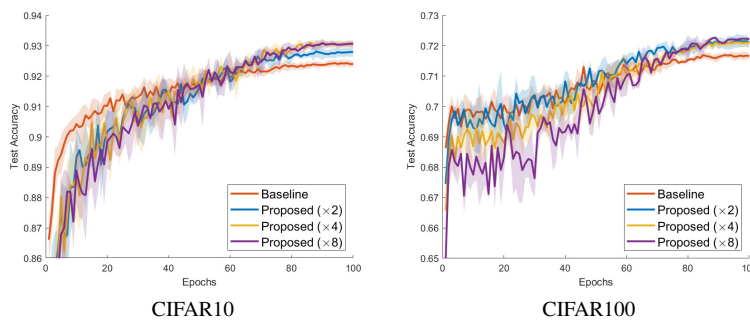 0.94
0.93
0.92
0.91
0.9
0.89
0.88
0.87
0.86
Test Accuracy
0 20 40 60 80 100
Epochs
Baseline
Proposed (×2)
Proposed (×4)
Proposed (×8)
CIFAR10
0.73
0.72
0.71
0.7
0.69
0.68
0.67
0.66
0.65
Test Accuracy
0 20 40 60 80 100
Epochs
Baseline
Proposed (×2)
Proposed (×4)
Proposed (×8)
CIFAR100